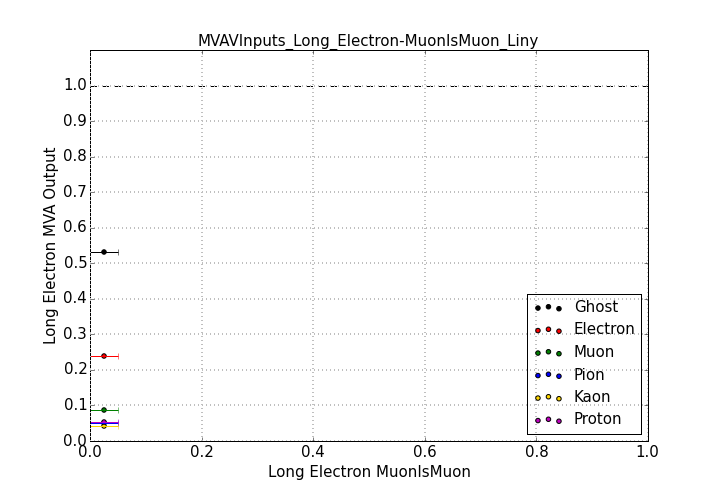 MVAVInputs_Long_Electron-MuonIsMuon_Liny
Long Electron MVA Output
1.0
0.9
0.8
0.7
0.6
0.5
0.4
0.3
0.2
0.1
0.0
Ghost
Electron
Muon
Pion
Kaon
Proton
0.0 0.2 0.4 0.6 0.8 1.0
Long Electron MuonIsMuon